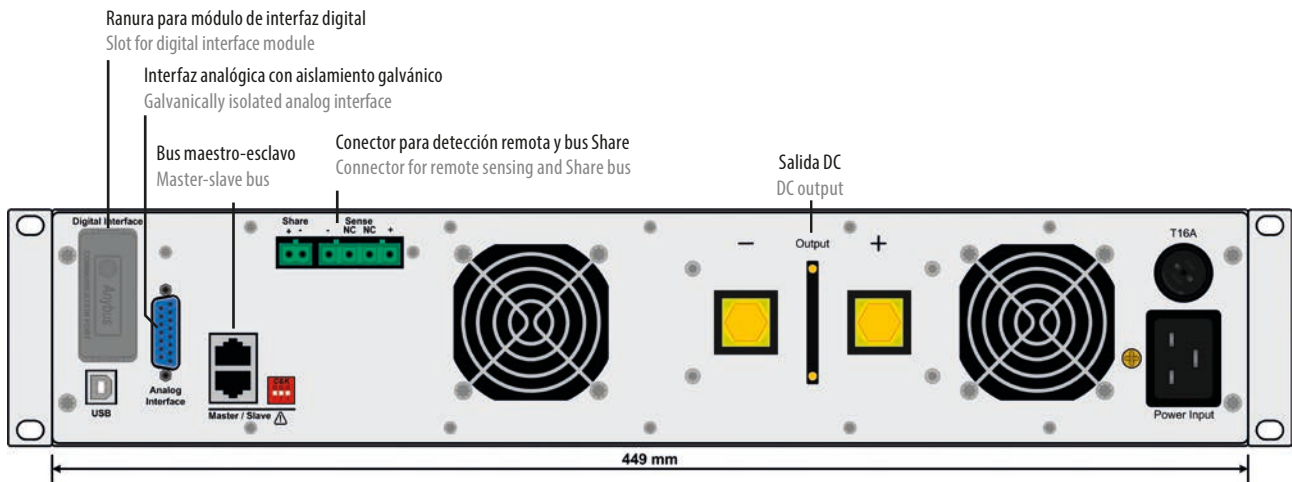 Ranura para módulo de interfaz digital
Slot for digital interface module
Interfaz analógica con aislamiento galvánico
Galvanically isolated analog interface
Bus maestro-esclavo
Master-slave bus
Conector para detección remota y bus Share
Connector for remote sensing and Share bus
Salida DC
DC output
Digital Interface
Share
+ -
Sense
- NC NC +
Output
− +
T16A
Anybus
USB
Analog
Interface
Master / Slave
Power Input
449 mm